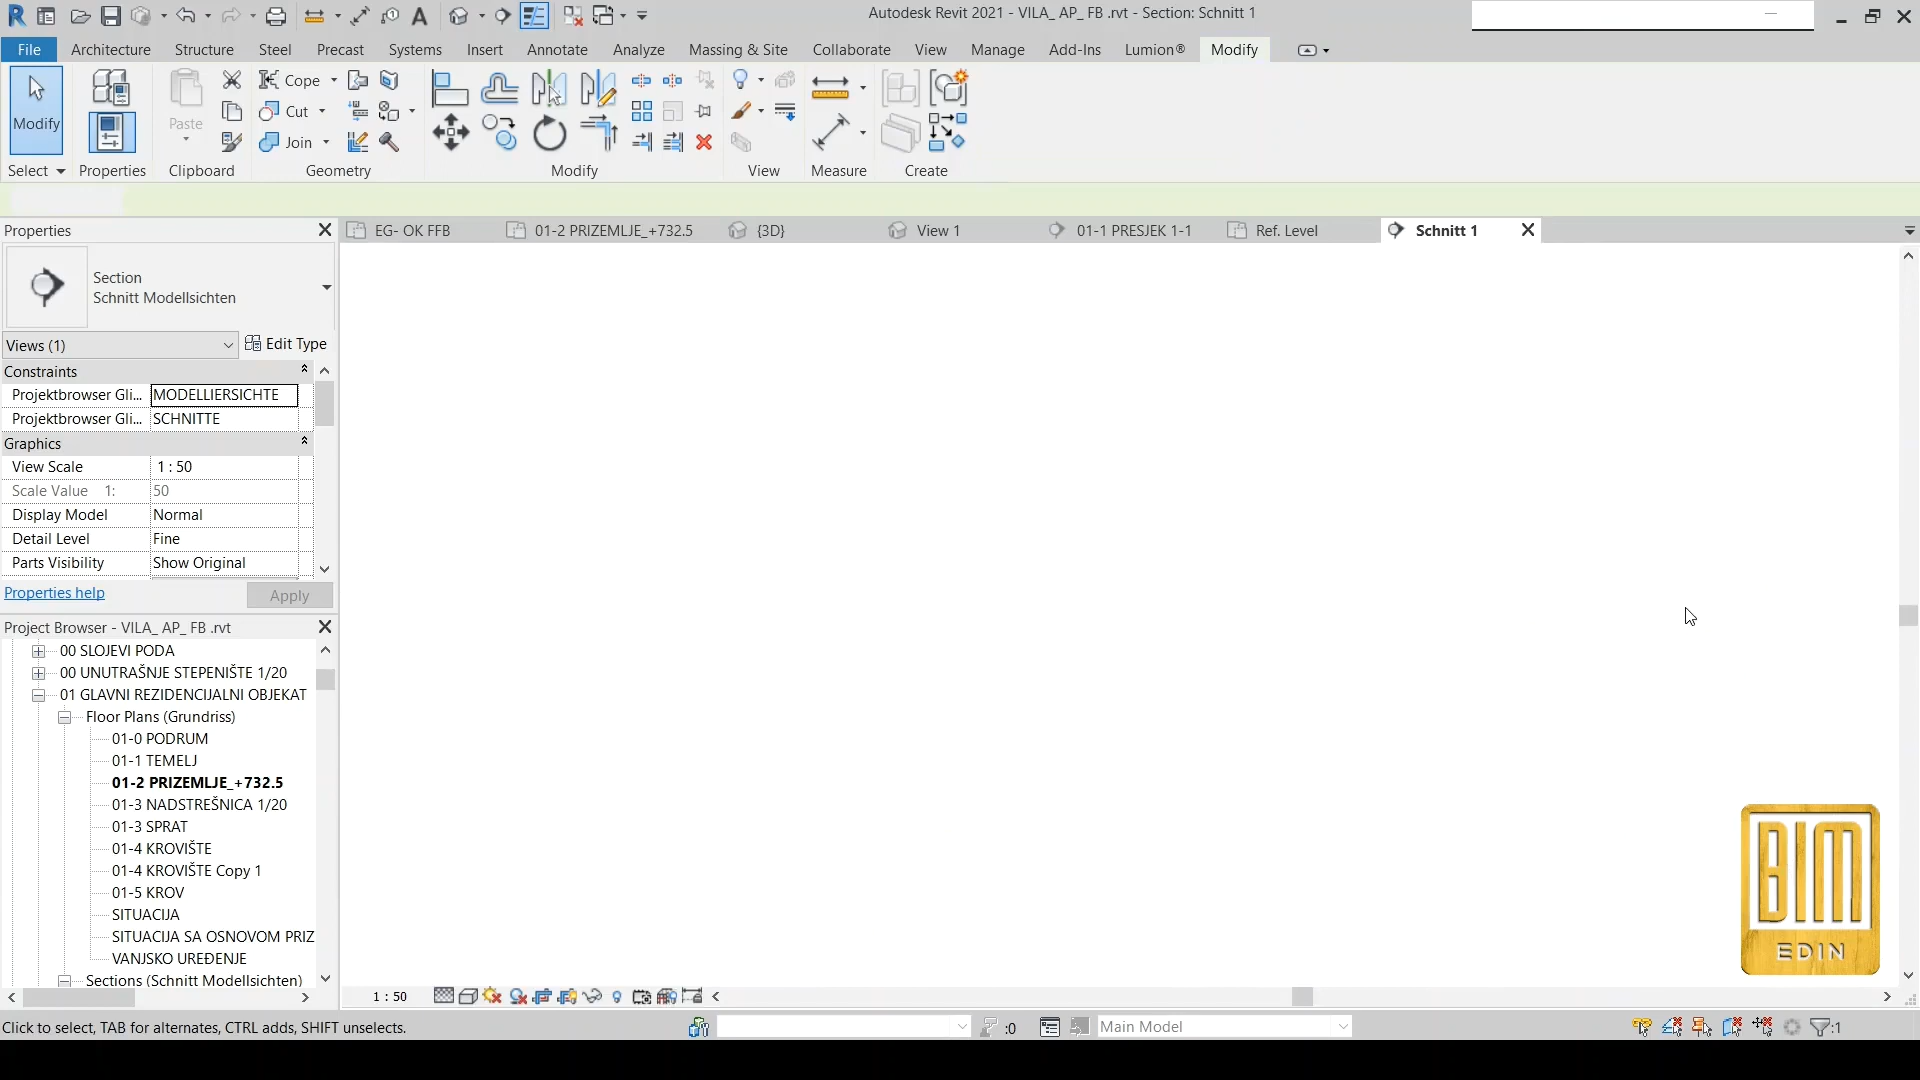 Autodesk Revit 2021 - VILA_ AP_ FB .rvt - Section: Schnitt 1
File Architecture Structure Steel Precast Systems Insert Annotate Analyze Massing & Site Collaborate View Manage Add-Ins Lumion® Modify
Modify Paste Cope
Cut
Join
Select Properties Clipboard Geometry Modify View Measure Create
Properties
EG- OK FFB 01-2 PRIZEMLJE_+732.5 {3D} View 1 01-1 PRESJEK 1-1 Ref. Level Schnitt 1
Section
Schnitt Modellsichten
Views (1) Edit Type
Constraints
Projektbrowser Gli... MODELLIERSICHTE
Projektbrowser Gli... SCHNITTE
Graphics
View Scale 1 : 50
Scale Value 1: 50
Display Model Normal
Detail Level Fine
Parts Visibility Show Original
Properties help Apply
Project Browser - VILA_ AP_ FB .rvt
00 SLOJEVI PODA
00 UNUTRAŠNJE STEPENIŠTE 1/20
01 GLAVNI REZIDENCIJALNI OBJEKAT
Floor Plans (Grundriss)
01-0 PODRUM
01-1 TEMELJ
01-2 PRIZEMLJE_+732.5
01-3 NADSTREŠNICA 1/20
01-3 SPRAT
01-4 KROVIŠTE
01-4 KROVIŠTE Copy 1
01-5 KROV
SITUACIJA
SITUACIJA SA OSNOVOM PRIZ
VANJSKO UREĐENJE
Sections (Schnitt Modellsichten)
BIM
EDIN
1 : 50
Click to select, TAB for alternates, CTRL adds, SHIFT unselects. :0 Main Model :1